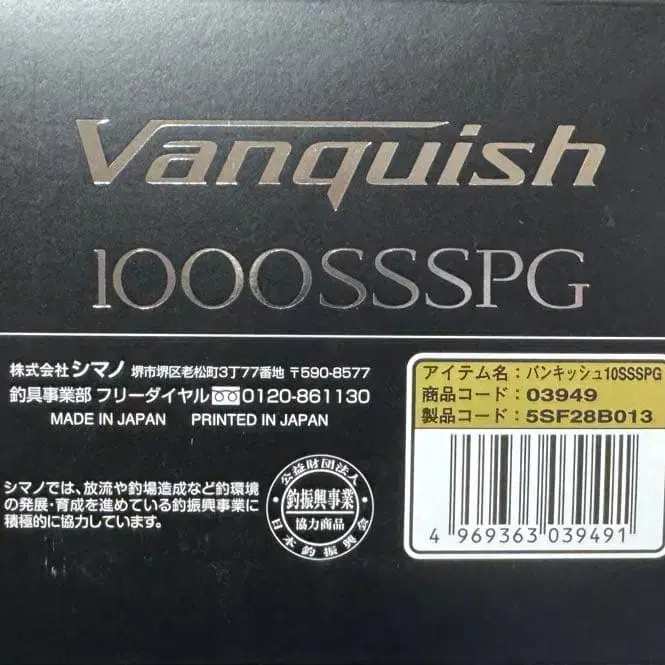 Vanquish
1000SSSPG
株式会社 シマノ 堺市堺区老松町3丁77番地 〒590-8577
釣具事業部 フリーダイヤル 0120-861130
MADE IN JAPAN PRINTED IN JAPAN
シマノでは、放流や釣場造成など釣環境
の発展・育成を進めている釣振興事業に
積極的に協力しています。
公益財団法人
釣振興事業
協力商品
日本釣振興会
アイテム名：バンキッシュ10SSSPG
商品コード：03949
製品コード：5SF28B013
4 969363 039491